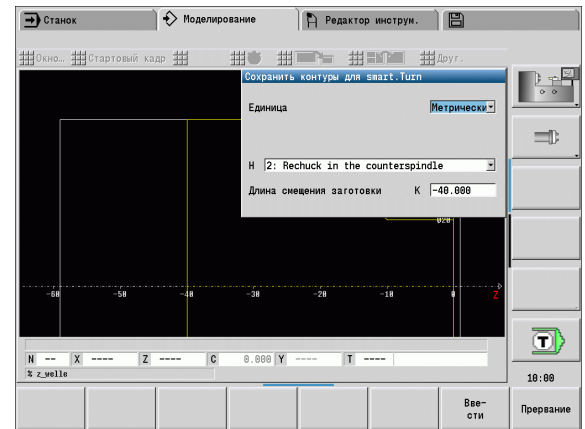 Станок
Моделирование
Редактор инструм.
Окно...
Стартовый кадр
Друг.
Сохранить контуры для smart.Turn
Единица
Метрически
H 2: Rechuck in the counterspindle
Длина смещения заготовки K -40.000
Ø20
-60 -50 -40 -30 -20 -10 0 Z
N -- X ---- Z ---- C 0.000 Y ---- T ----
% z_welle
T
10:00
Вве-
сти
Прервание